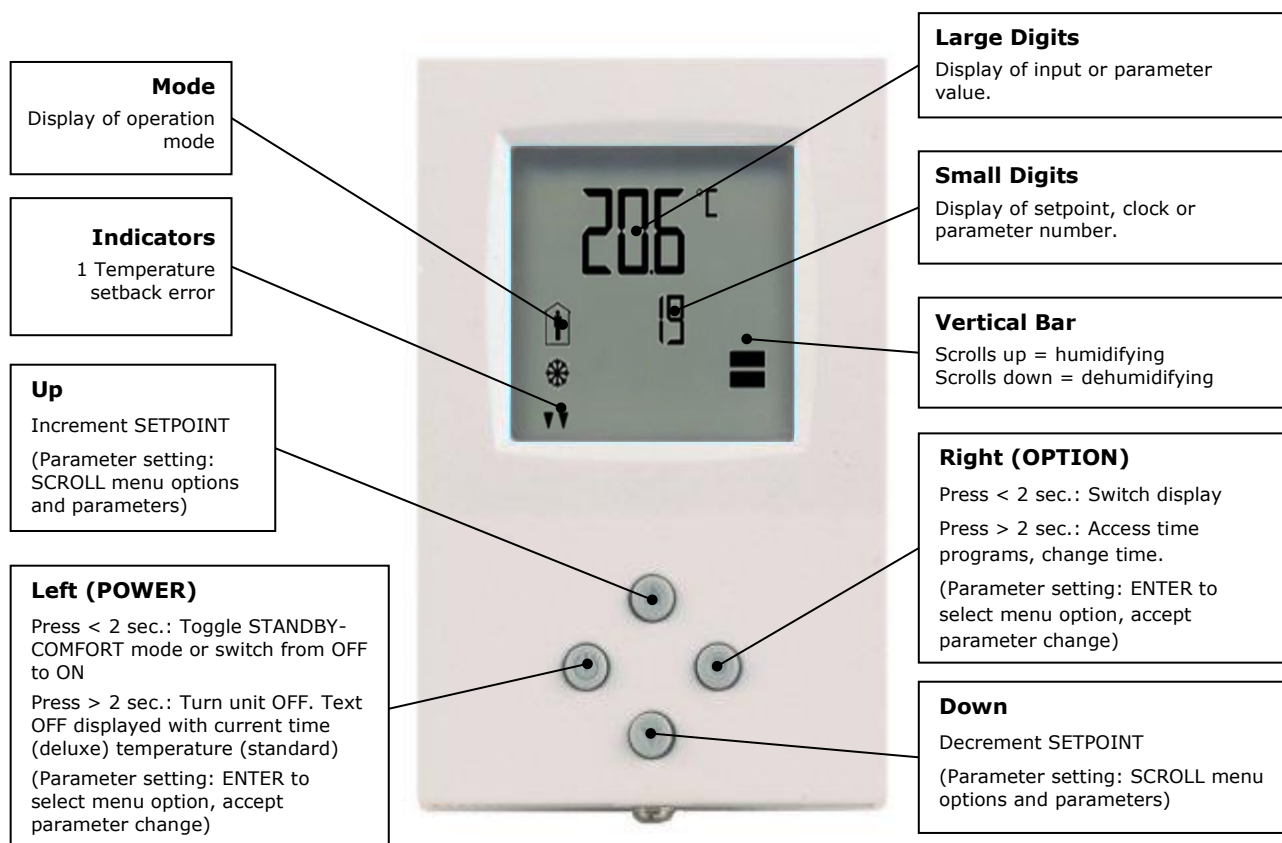 Mode
Display of operation
mode
Indicators
1 Temperature
setback error
Up
Increment SETPOINT
(Parameter setting:
SCROLL menu options
and parameters)
Left (POWER)
Press < 2 sec.: Toggle STANDBY-
COMFORT mode or switch from OFF
to ON
Press > 2 sec.: Turn unit OFF. Text
OFF displayed with current time
(deluxe) temperature (standard)
(Parameter setting: ENTER to
select menu option, accept
parameter change)
20.6 °C
19
Large Digits
Display of input or parameter
value.
Small Digits
Display of setpoint, clock or
parameter number.
Vertical Bar
Scrolls up = humidifying
Scrolls down = dehumidifying
Right (OPTION)
Press < 2 sec.: Switch display
Press > 2 sec.: Access time
programs, change time.
(Parameter setting: ENTER to
select menu option, accept
parameter change)
Down
Decrement SETPOINT
(Parameter setting: SCROLL menu
options and parameters)